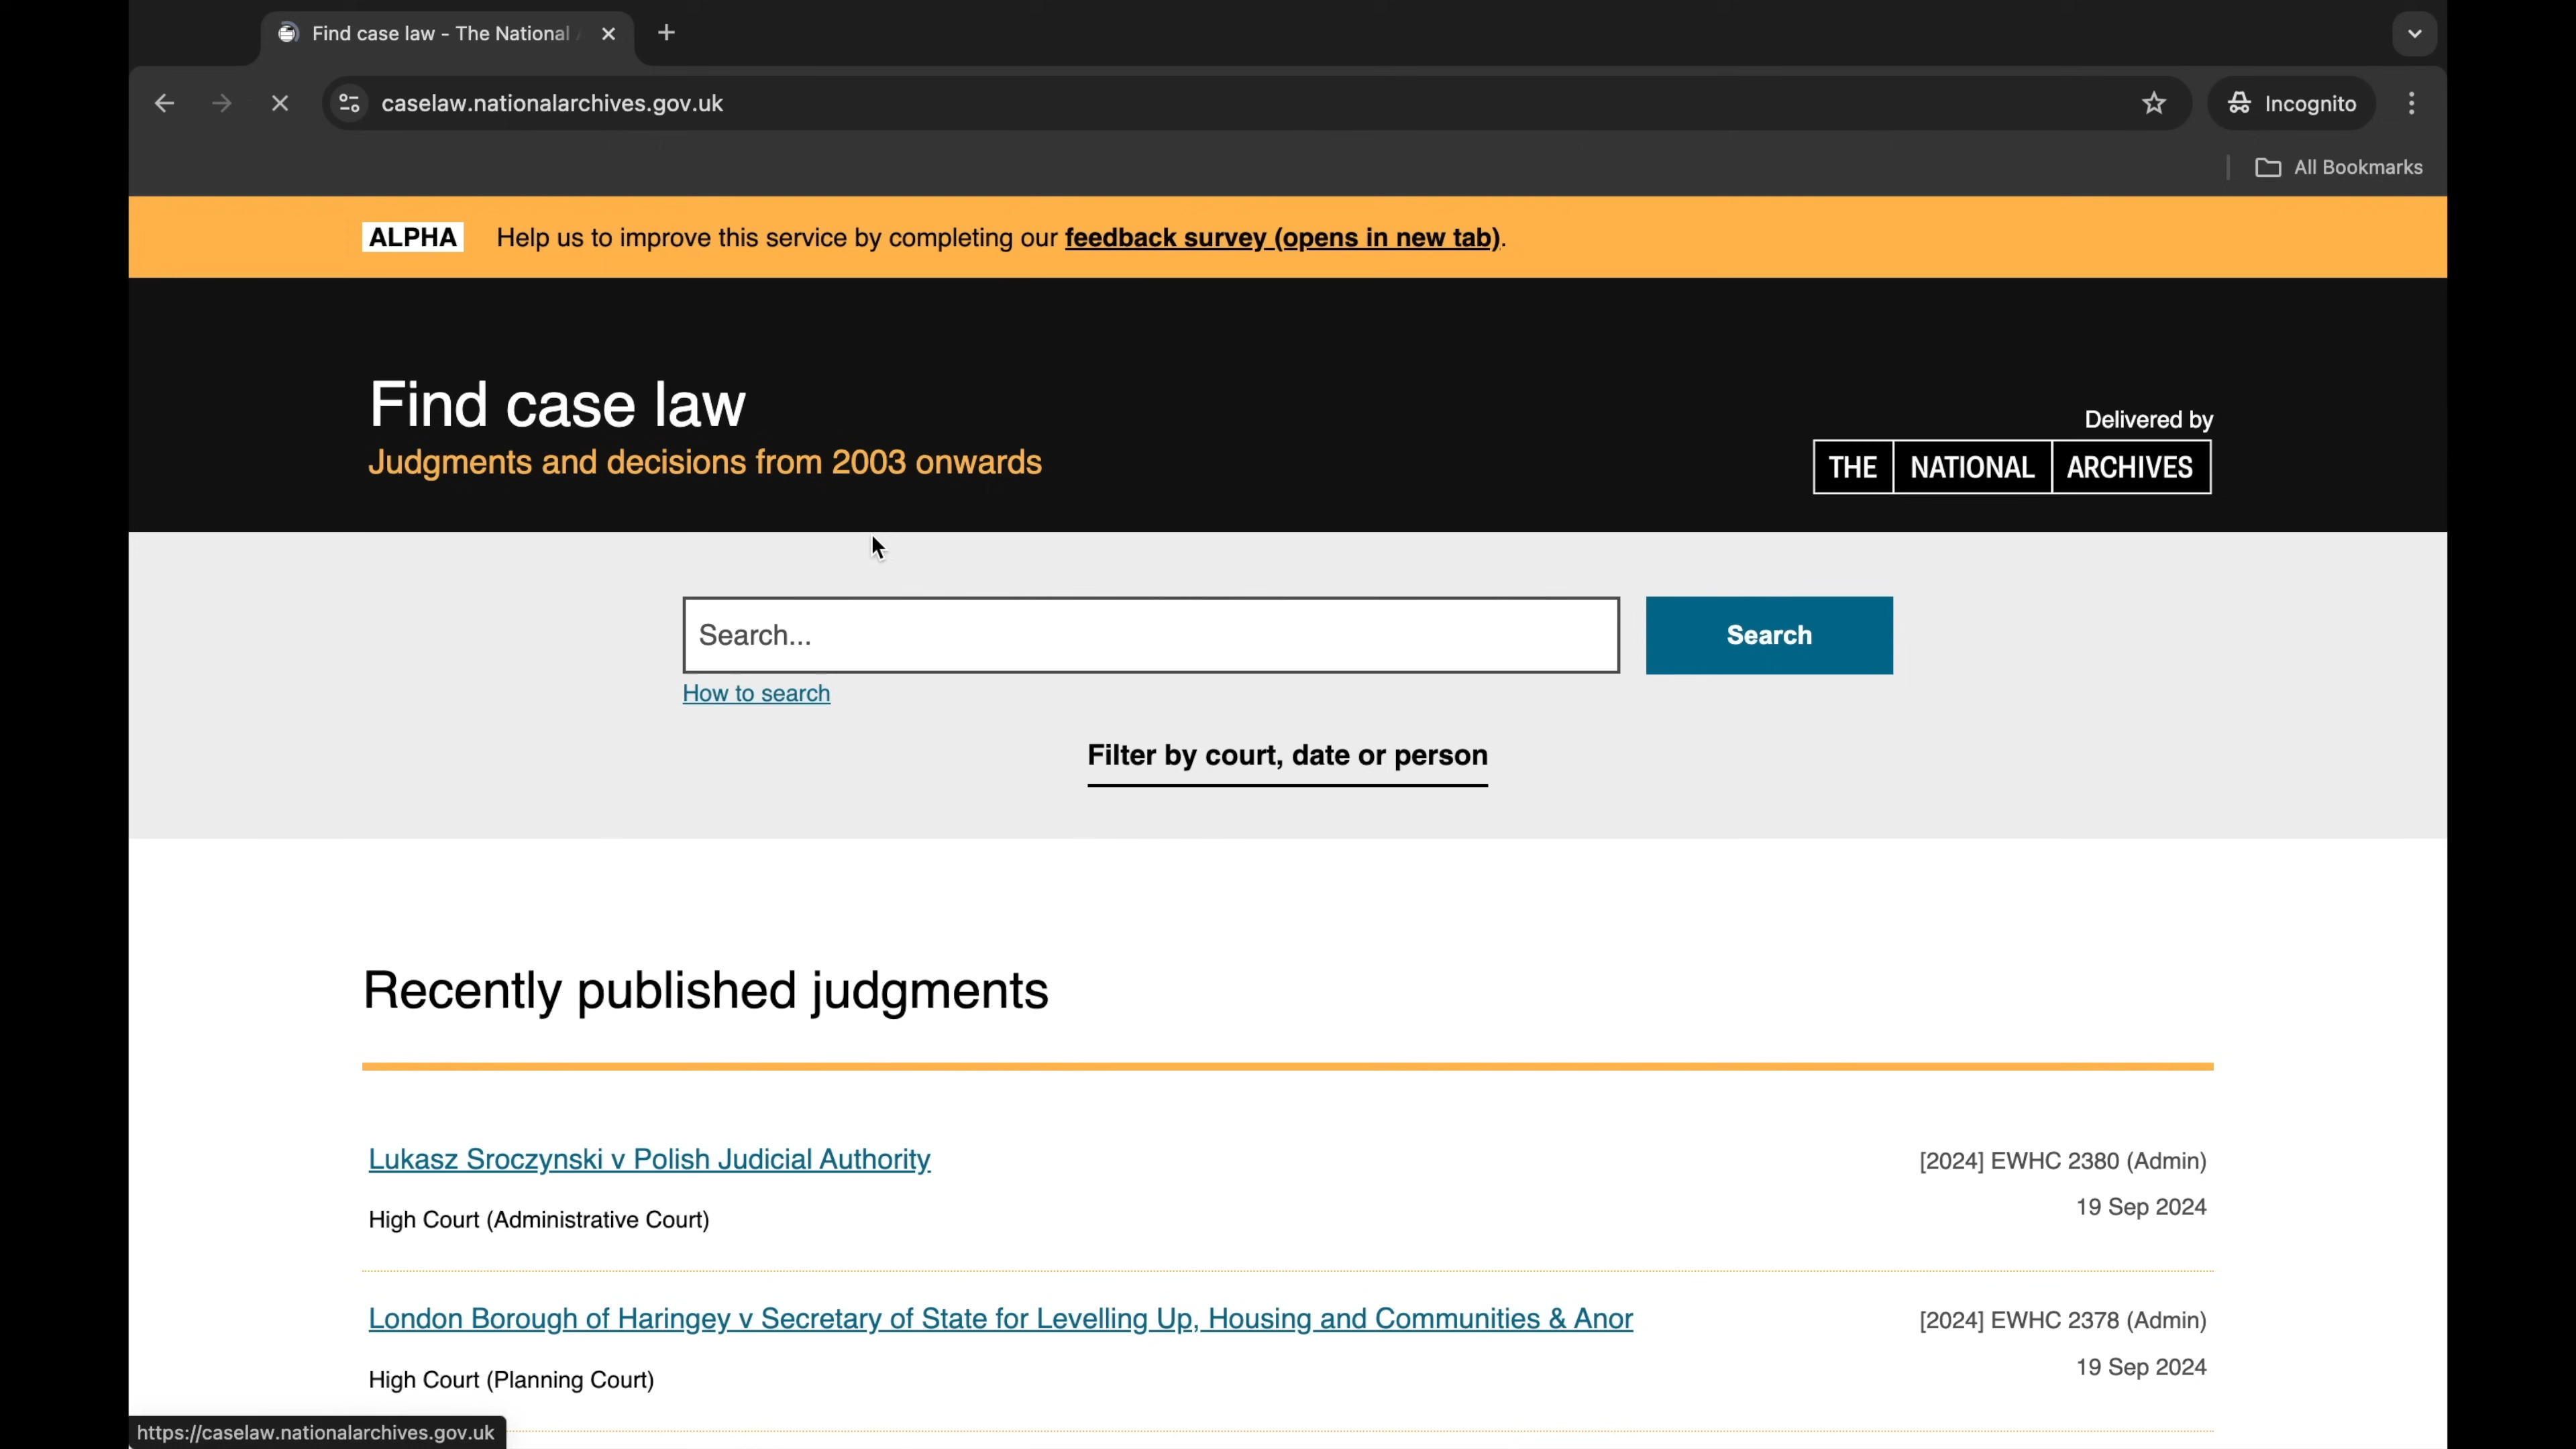 Find case law - The National
caselaw.nationalarchives.gov.uk
Incognito
All Bookmarks
ALPHA Help us to improve this service by completing our feedback survey (opens in new tab).
Find case law
Judgments and decisions from 2003 onwards
Delivered by
THE NATIONAL ARCHIVES
Search...
Search
How to search
Filter by court, date or person
Recently published judgments
Lukasz Sroczynski v Polish Judicial Authority
[2024] EWHC 2380 (Admin)
High Court (Administrative Court)
19 Sep 2024
London Borough of Haringey v Secretary of State for Levelling Up, Housing and Communities & Anor
[2024] EWHC 2378 (Admin)
High Court (Planning Court)
19 Sep 2024
https://caselaw.nationalarchives.gov.uk